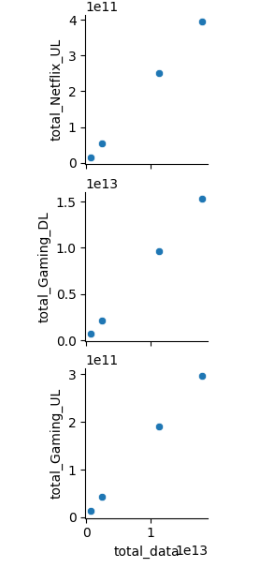 1e11
4
3
2
1
0
total_Netflix_UL
1e13
1.5
1.0
0.5
0.0
total_Gaming_DL
1e11
3
2
1
0
total_Gaming_UL
0 1
total_data 1e13